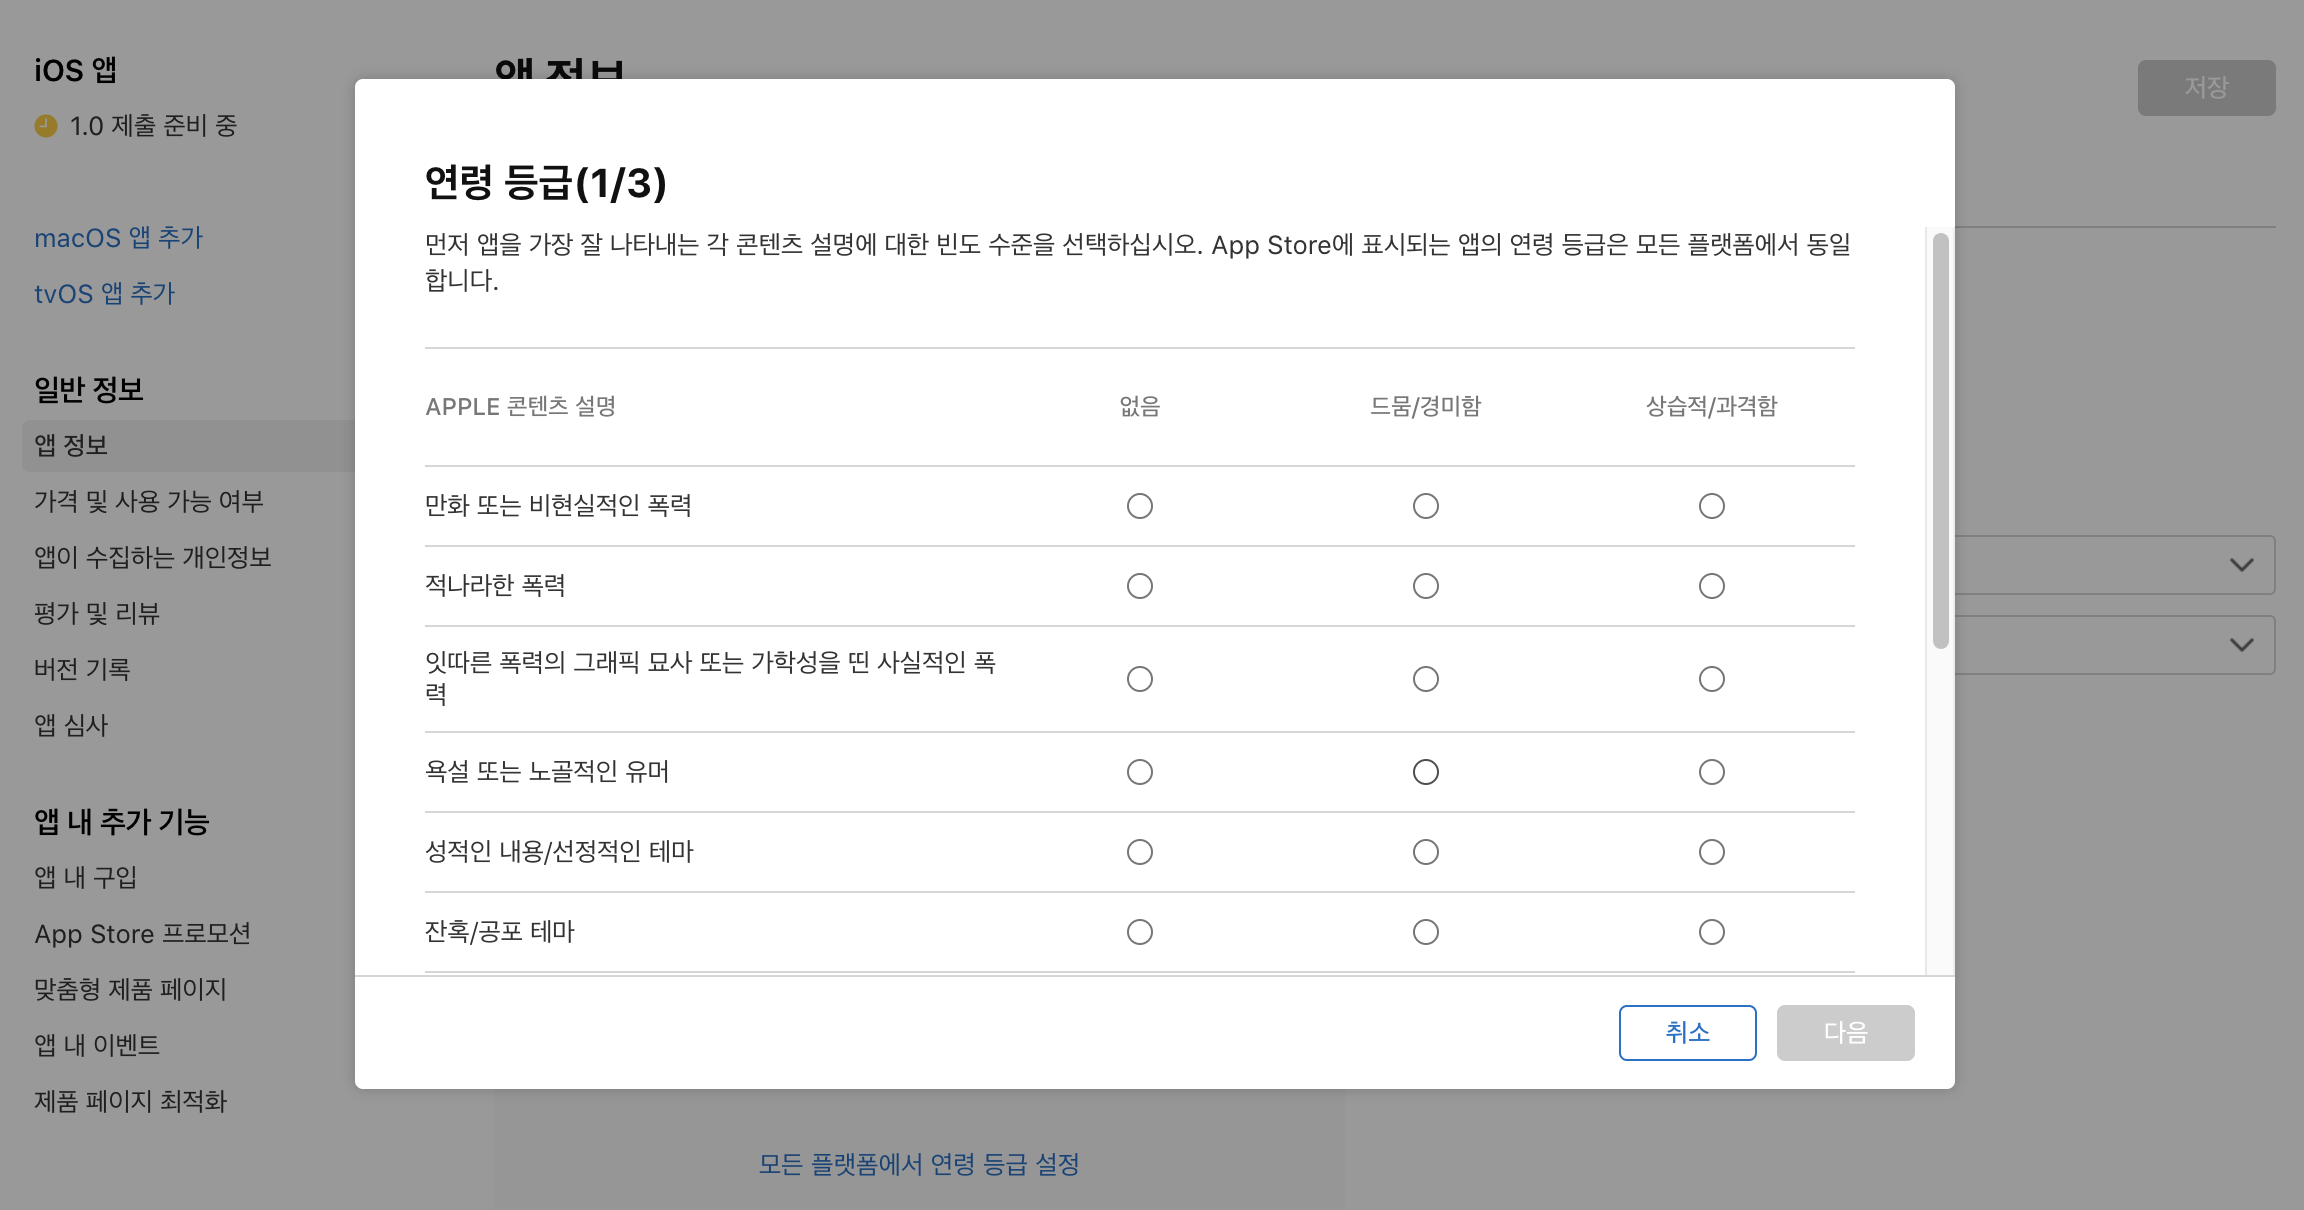 iOS 앱
1.0 제출 준비 중
macOS 앱 추가
tvOS 앱 추가
일반 정보
앱 정보
가격 및 사용 가능 여부
앱이 수집하는 개인정보
평가 및 리뷰
버전 기록
앱 심사
앱 내 추가 기능
앱 내 구입
App Store 프로모션
맞춤형 제품 페이지
앱 내 이벤트
제품 페이지 최적화
앱 정보
저장
연령 등급(1/3)
먼저 앱을 가장 잘 나타내는 각 콘텐츠 설명에 대한 빈도 수준을 선택하십시오. App Store에 표시되는 앱의 연령 등급은 모든 플랫폼에서 동일
합니다.
APPLE 콘텐츠 설명 없음 드뭄/경미함 상습적/과격함
만화 또는 비현실적인 폭력
적나라한 폭력
잇따른 폭력의 그래픽 묘사 또는 가학성을 띤 사실적인 폭
력
욕설 또는 노골적인 유머
성적인 내용/선정적인 테마
잔혹/공포 테마
취소 다음
모든 플랫폼에서 연령 등급 설정